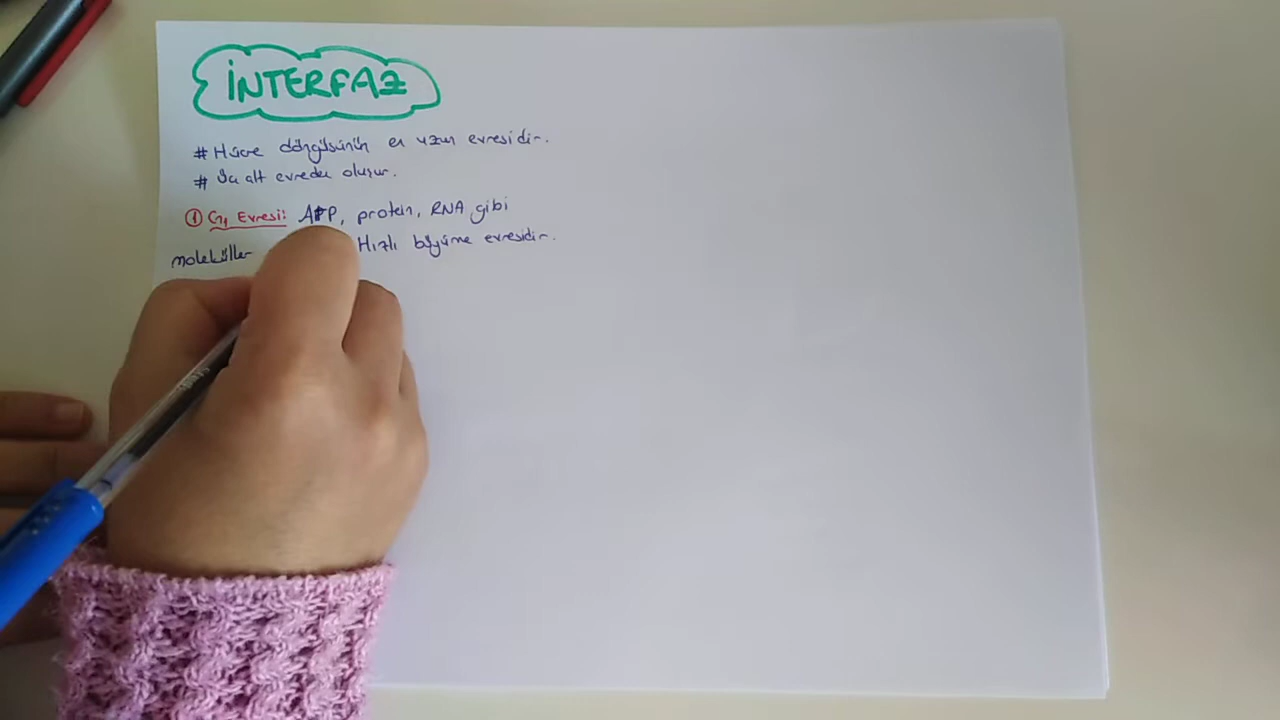 İNTERFAZ
# Hücre döngüsünün en uzun evresidir.
# Üç alt evreden oluşur.
① G₁ Evresi: ATP, protein, RNA gibi
moleküller Hızlı büyüme evresidir.